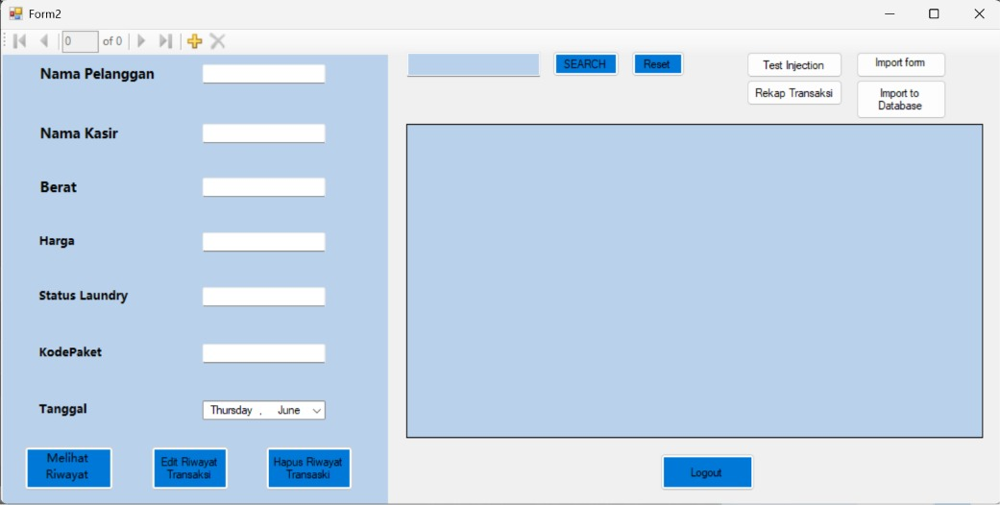 Form2
0 of 0
Nama Pelanggan
SEARCH Reset
Test Injection
Import form
Rekap Transaksi
Import to
Database
Nama Kasir
Berat
Harga
Status Laundry
KodePaket
Tanggal
Thursday , June
Melihat
Riwayat
Edit Riwayat
Transaksi
Hapus Riwayat
Transaski
Logout